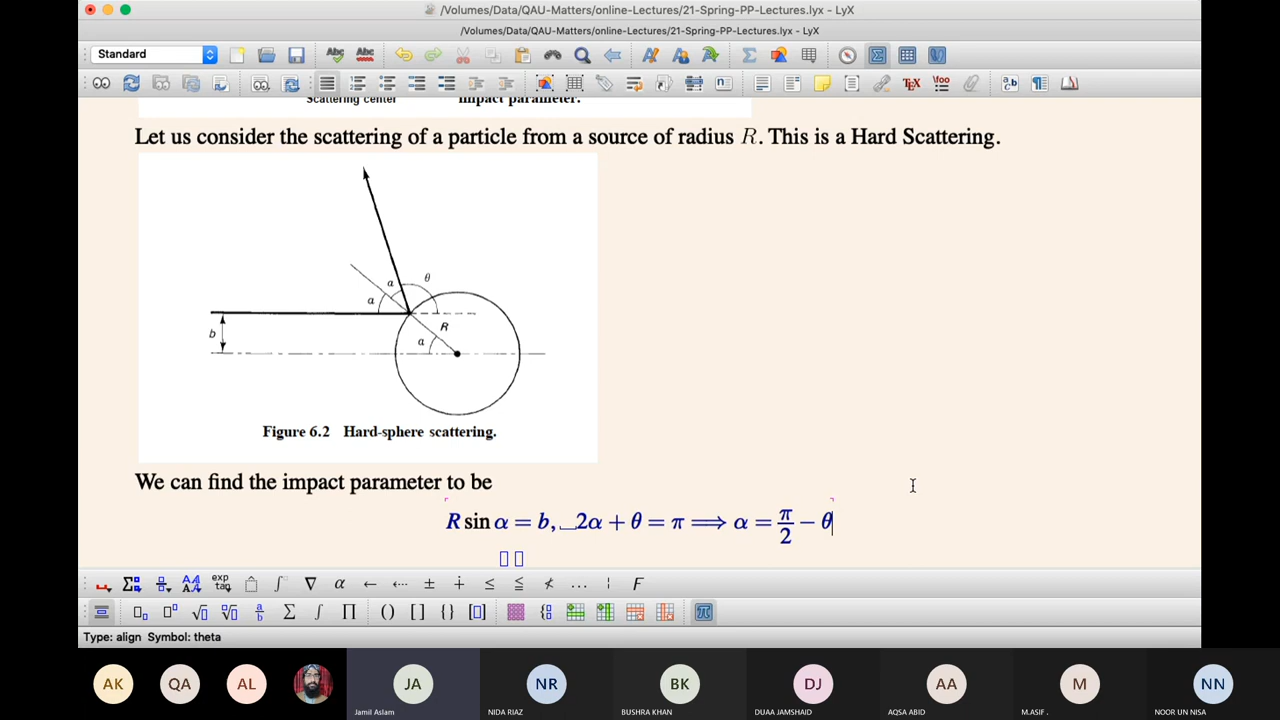 /Volumes/Data/QAU-Matters/online-Lectures/21-Spring-PP-Lectures.lyx - LyX
/Volumes/Data/QAU-Matters/online-Lectures/21-Spring-PP-Lectures.lyx - LyX
Standard
Scattering center impact parameter.
Let us consider the scattering of a particle from a source of radius R. This is a Hard Scattering.
a
θ
a
b
R
a
Figure 6.2 Hard-sphere scattering.
We can find the impact parameter to be
R sin α = b, 2α + θ = π ⟹ α = π/2 − θ
Type: align Symbol: theta
AK QA AL JA NR BK DJ AA M NN
Jamil Aslam NIDA RIAZ BUSHRA KHAN DUAA JAMSHAID AQSA ABID M.ASIF . NOOR UN NISA